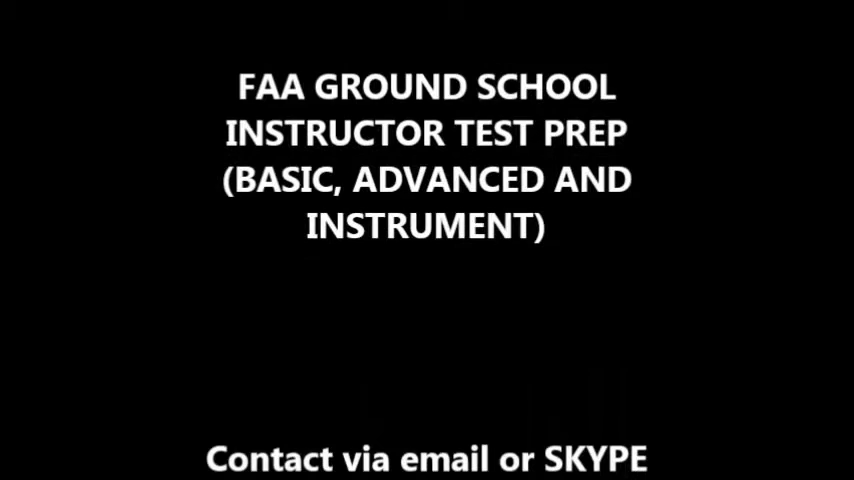 FAA GROUND SCHOOL
INSTRUCTOR TEST PREP
(BASIC, ADVANCED AND
INSTRUMENT)
Contact via email or SKYPE